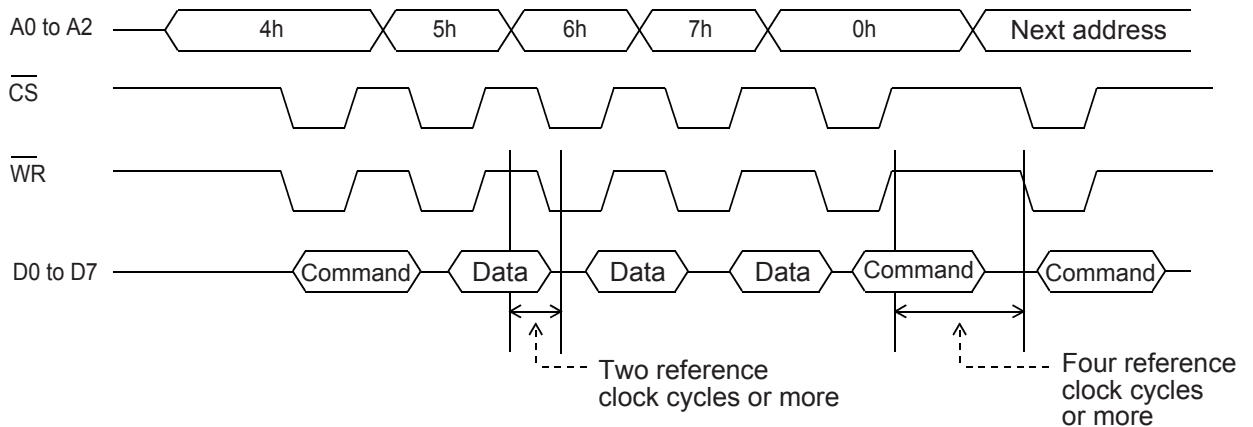 A0 to A2 4h 5h 6h 7h 0h Next address
CS
WR
D0 to D7 Command Data Data Data Command Command
Two reference
clock cycles or more
Four reference
clock cycles
or more